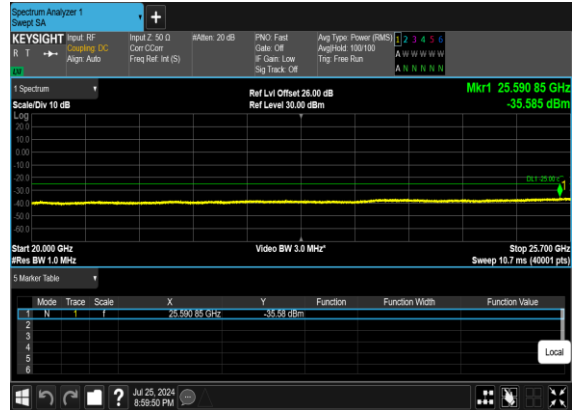 Spectrum Analyzer 1
Swept SA
+
KEYSIGHT
R T
Input: RF
Coupling: DC
Align: Auto
Input Z: 50 Ω
Corr CCorr
Freq Ref: Int (S)
#Atten: 20 dB
PNO: Fast
Gate: Off
IF Gain: Low
Sig Track: Off
Avg Type: Power (RMS)
Avg|Hold: 100/100
Trig: Free Run
1 2 3 4 5 6
A W W W W W
A N N N N N
1 Spectrum
Scale/Div 10 dB
Log
Ref Lvl Offset 26.00 dB
Ref Level 30.00 dBm
Mkr1 25.590 85 GHz
-35.585 dBm
20.0
10.0
0.00
-10.0
-20.0
-30.0
-40.0
-50.0
-60.0
1
Start 20.000 GHz
#Res BW 1.0 MHz
Video BW 3.0 MHz*
Stop 25.700 GHz
Sweep 10.7 ms (40001 pts)
5 Marker Table
Mode Trace Scale X Y Function Function Width Function Value
1 N 1 f 25.590 85 GHz -35.58 dBm
2
3
4
5
6
Local
?
Jul 25, 2024
8:59:50 PM